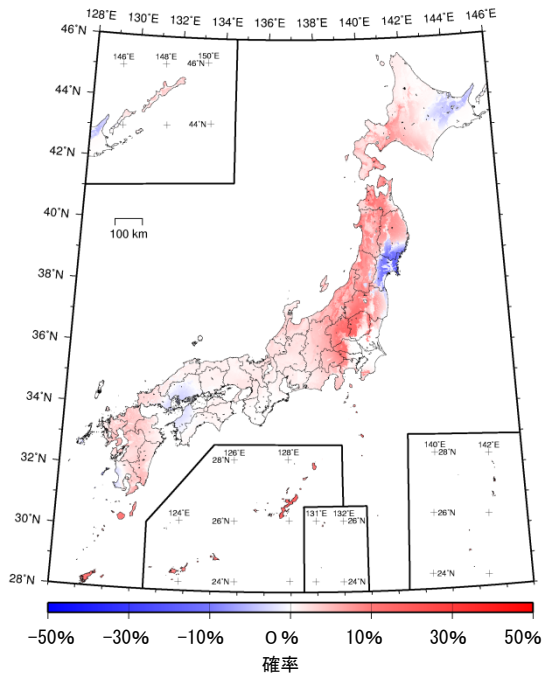 128°E 130°E 132°E 134°E 136°E 138°E 140°E 142°E 144°E 146°E
46°N
146°E 148°E 150°E
46°N
44°N
44°N
42°N
40°N
100 km
38°N
36°N
34°N
32°N
126°E 128°E
28°N
140°E 142°E
28°N
124°E
131°E 132°E
30°N
26°N
26°N
26°N
28°N
24°N
24°N
24°N
-50% -30% -10% 0% 10% 30% 50%
確率